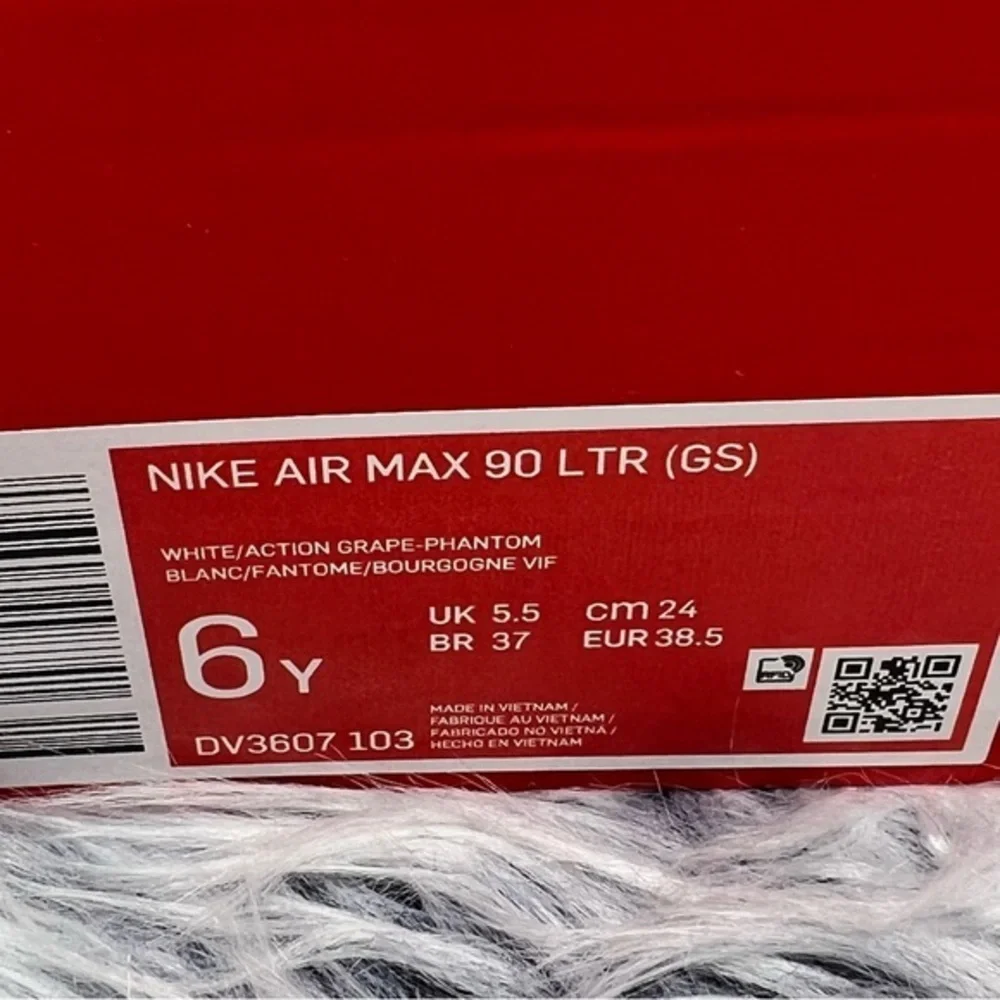 NIKE AIR MAX 90 LTR (GS)
WHITE/ACTION GRAPE-PHANTOM
BLANC/FANTOME/BOURGOGNE VIF
6Y
UK 5.5 cm 24
BR 37 EUR 38.5
RFID
DV3607 103
MADE IN VIETNAM /
FABRIQUE AU VIETNAM /
FABRICADO NO VIETNÃ /
HECHO EN VIETNAM